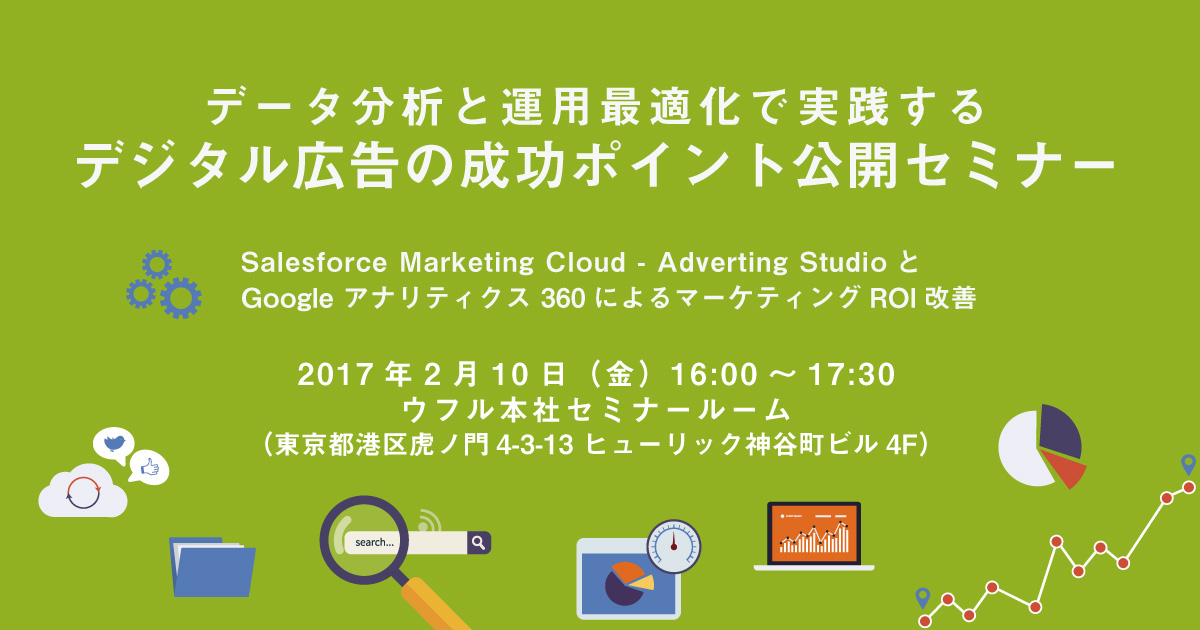 データ分析と運用最適化で実践する
デジタル広告の成功ポイント公開セミナー
Salesforce Marketing Cloud - Adverting Studio と
Google アナリティクス 360 によるマーケティング ROI 改善
2017 年 2 月 10 日（金）16:00 ～ 17:30
ウフル本社セミナールーム
（東京都港区虎ノ門 4-3-13 ヒューリック神谷町ビル 4F）
search...